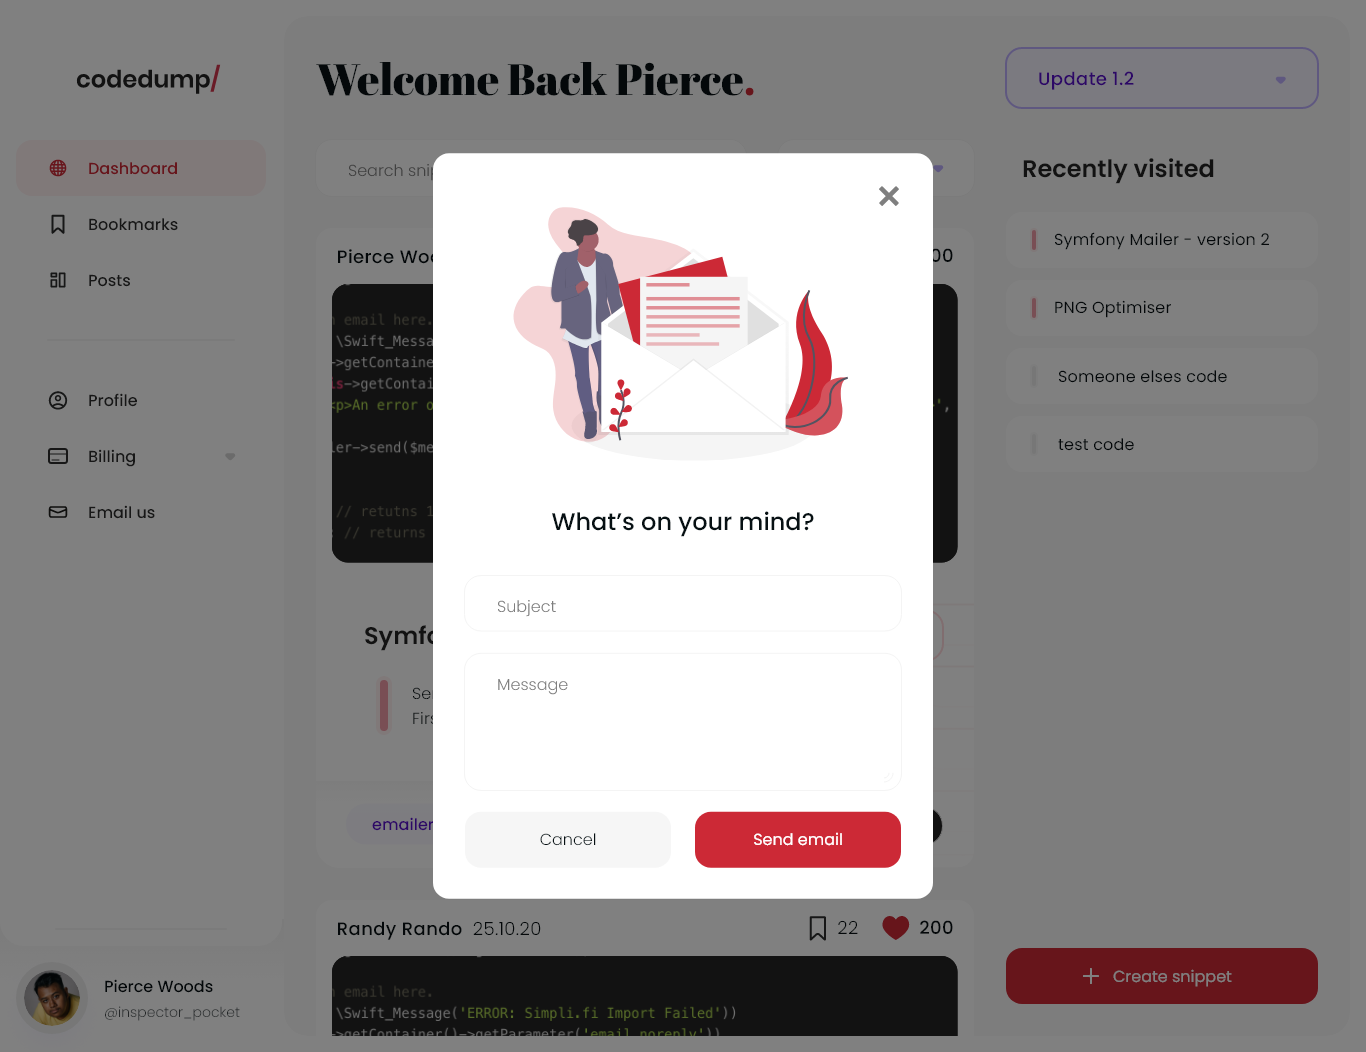 codedump/
Dashboard
Bookmarks
Posts
Profile
Billing
Email us
Pierce Woods
@inspector_pocket
Welcome Back Pierce.
Search
Pierce
00
email here.
\Swift_Messa
->getContaine
->getContai
<p>An error o
',
ler->send($me
// retutns 1
; // returns
Symf
Se
Firs
emailer
What's on your mind?
Subject
Message
Cancel
Send email
Randy Rando 25.10.20
22
200
email here.
\Swift_Message('ERROR: Simpli.fi Import Failed'))
->getContainer()->getParameter('email_noreply'))
Update 1.2
Recently visited
Symfony Mailer - version 2
PNG Optimiser
Someone elses code
test code
+ Create snippet